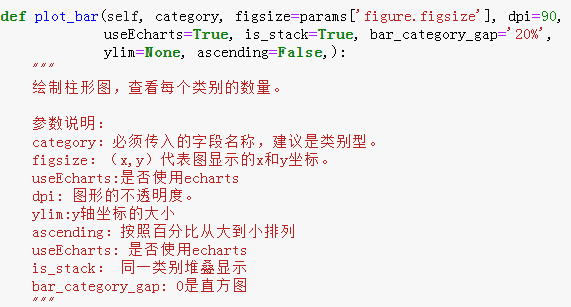 def plot_bar(self, category, figsize=params['figure.figsize'], dpi=90,
useEcharts=True, is_stack=True, bar_category_gap='20%',
ylim=None, ascending=False,):
"""
绘制柱形图，查看每个类别的数量。
参数说明：
category: 必须传入的字段名称，建议是类别型。
figsize: （x,y）代表图显示的x和y坐标。
useEcharts:是否使用echarts
dpi: 图形的不透明度。
ylim:y轴坐标的大小
ascending: 按照百分比从大到小排列
useEcharts: 是否使用echarts
is_stack: 同一类别堆叠显示
bar_category_gap: 0是直方图
"""